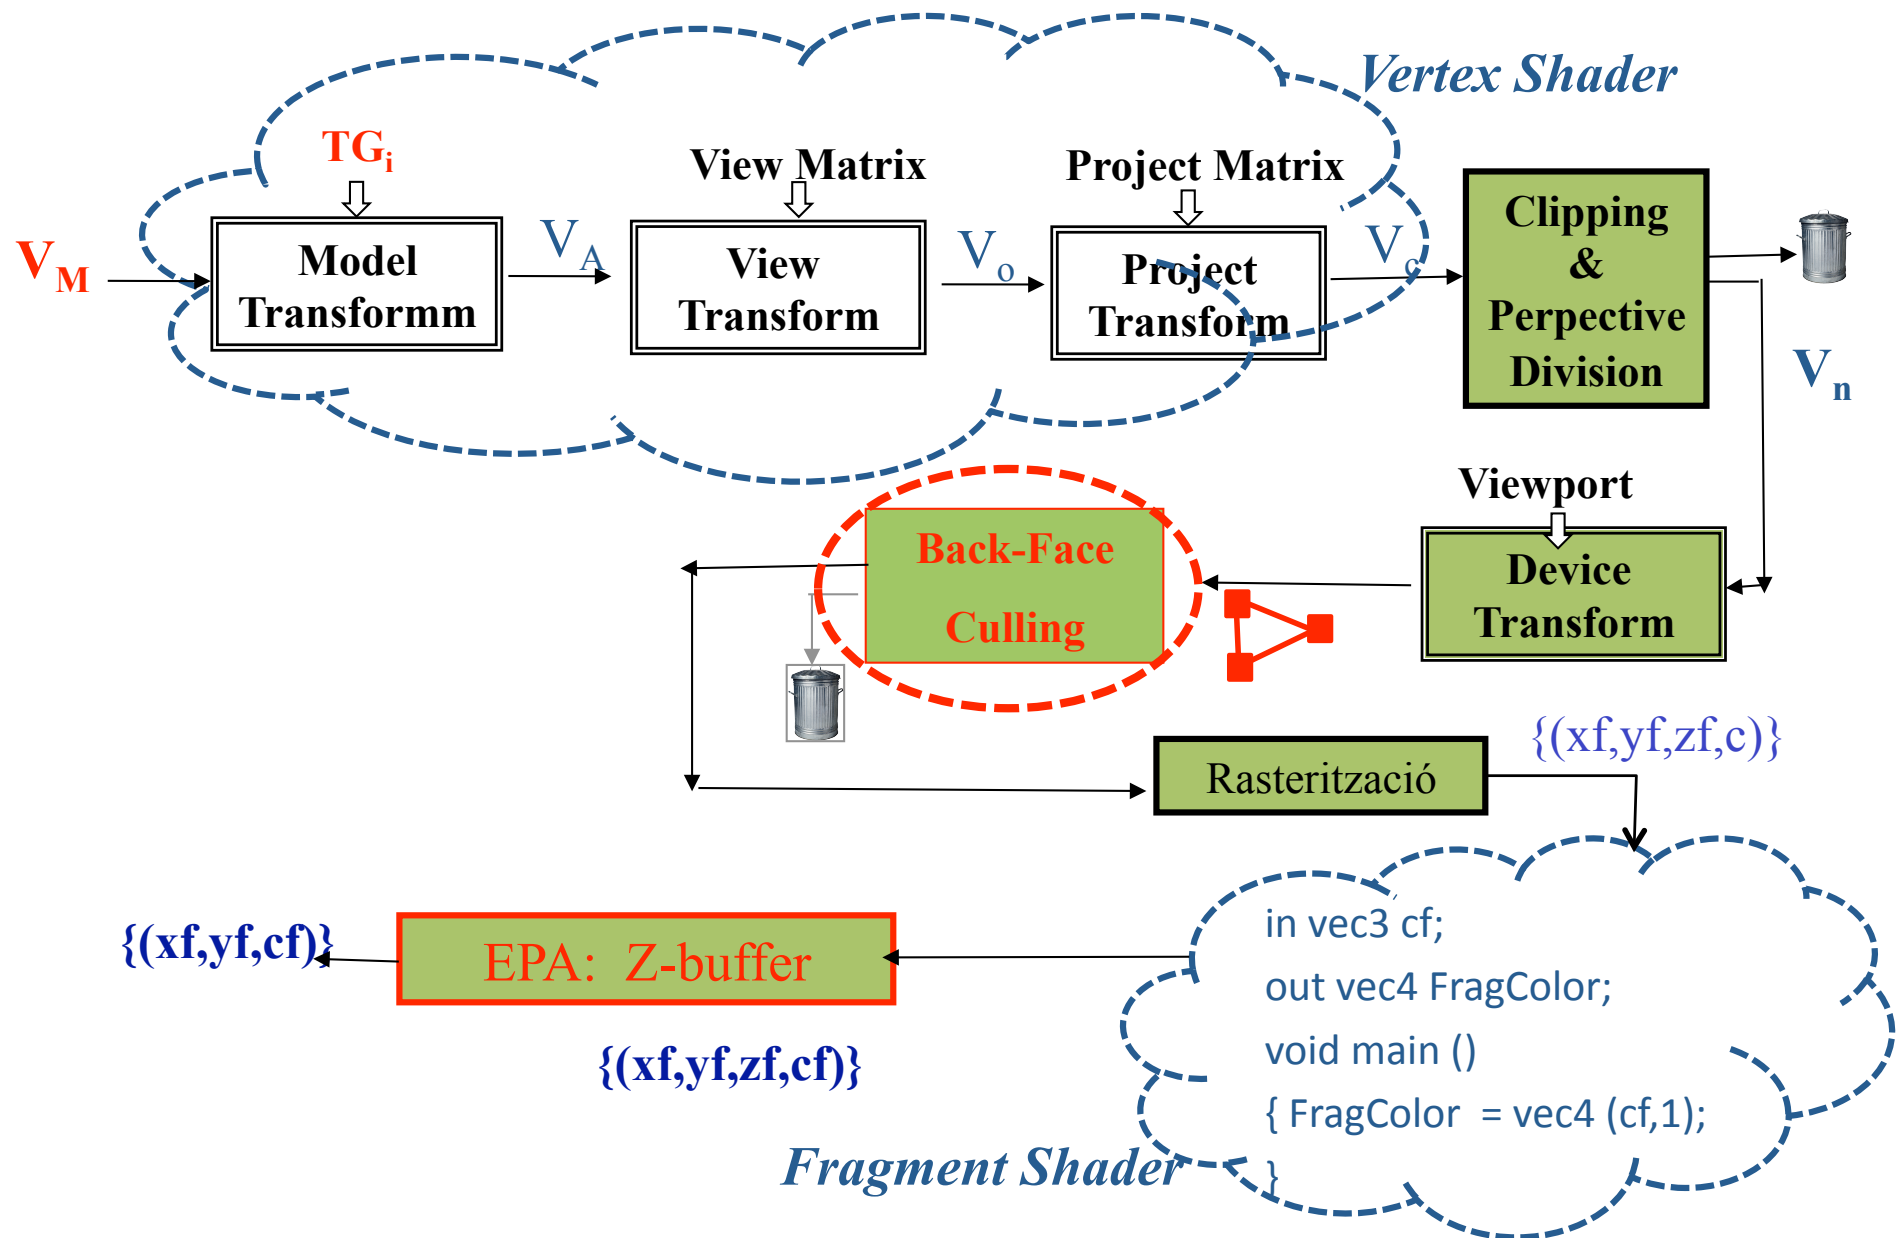 Vertex Shader
TGi
View Matrix
Project Matrix
VM
Model
Transformm
VA
View
Transform
Vo
Project
Transform
Vc
Clipping
&
Perpective
Division
Vn
Viewport
Device
Transform
Back-Face
Culling
Rasterització
{(xf,yf,zf,c)}
in vec3 cf;
out vec4 FragColor;
void main ()
{ FragColor = vec4 (cf,1);
}
Fragment Shader
EPA: Z-buffer
{(xf,yf,zf,cf)}
{(xf,yf,cf)}